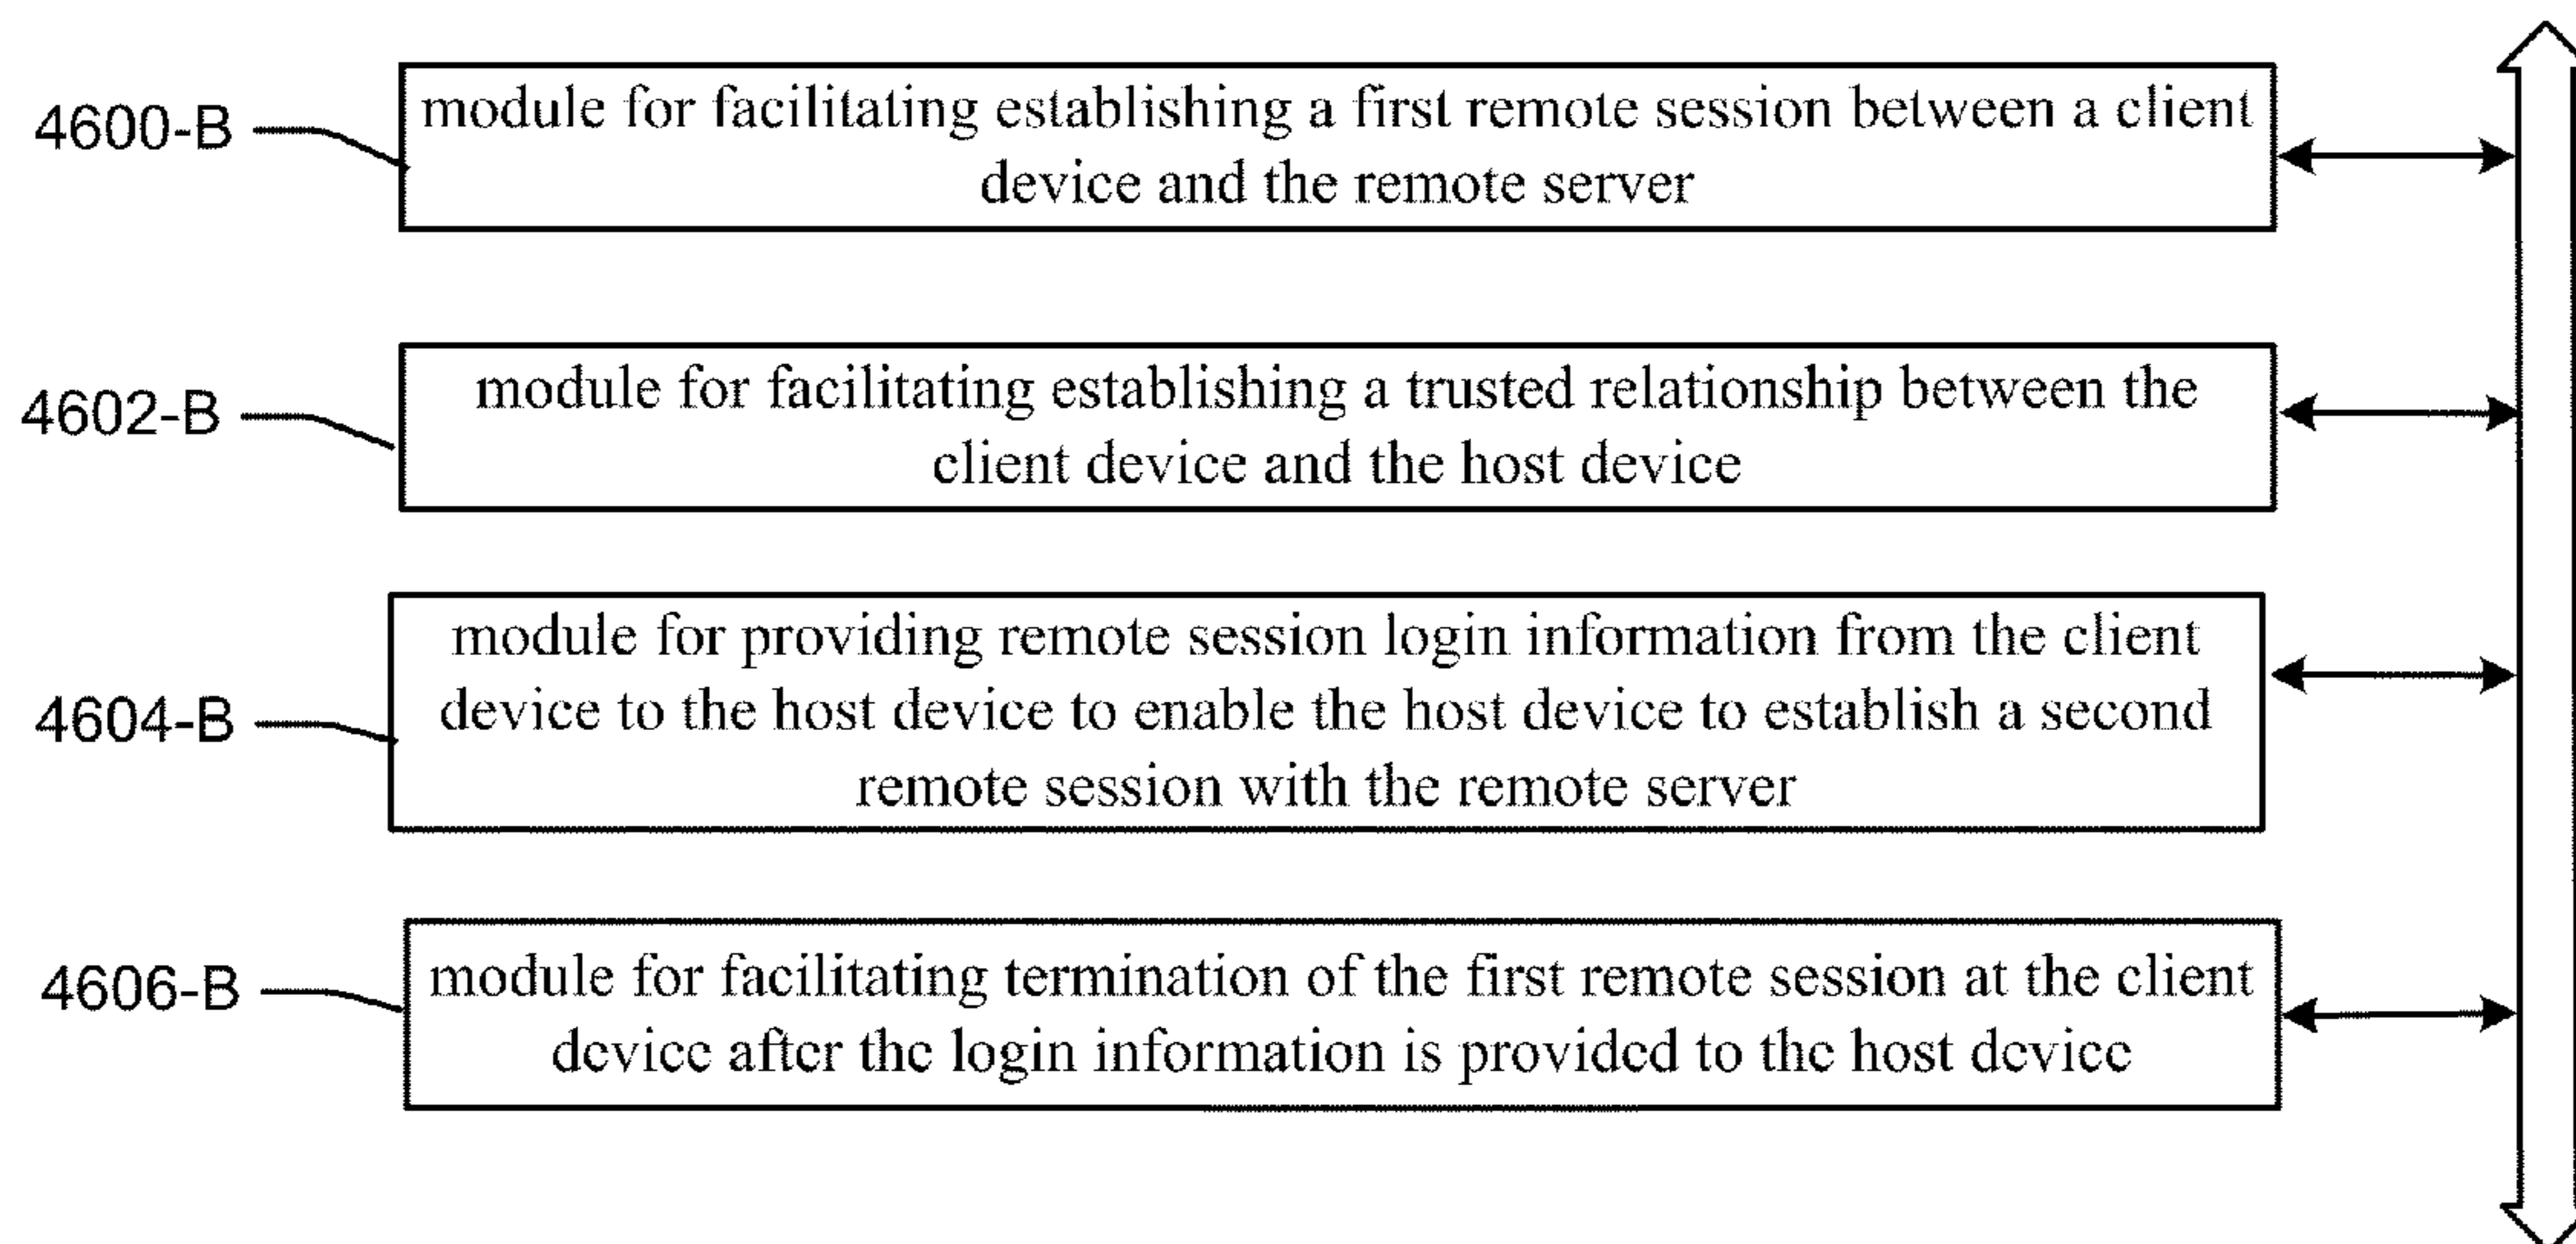 4600-B
module for facilitating establishing a first remote session between a client
device and the remote server
4602-B
module for facilitating establishing a trusted relationship between the
client device and the host device
4604-B
module for providing remote session login information from the client
device to the host device to enable the host device to establish a second
remote session with the remote server
4606-B
module for facilitating termination of the first remote session at the client
device after the login information is provided to the host device